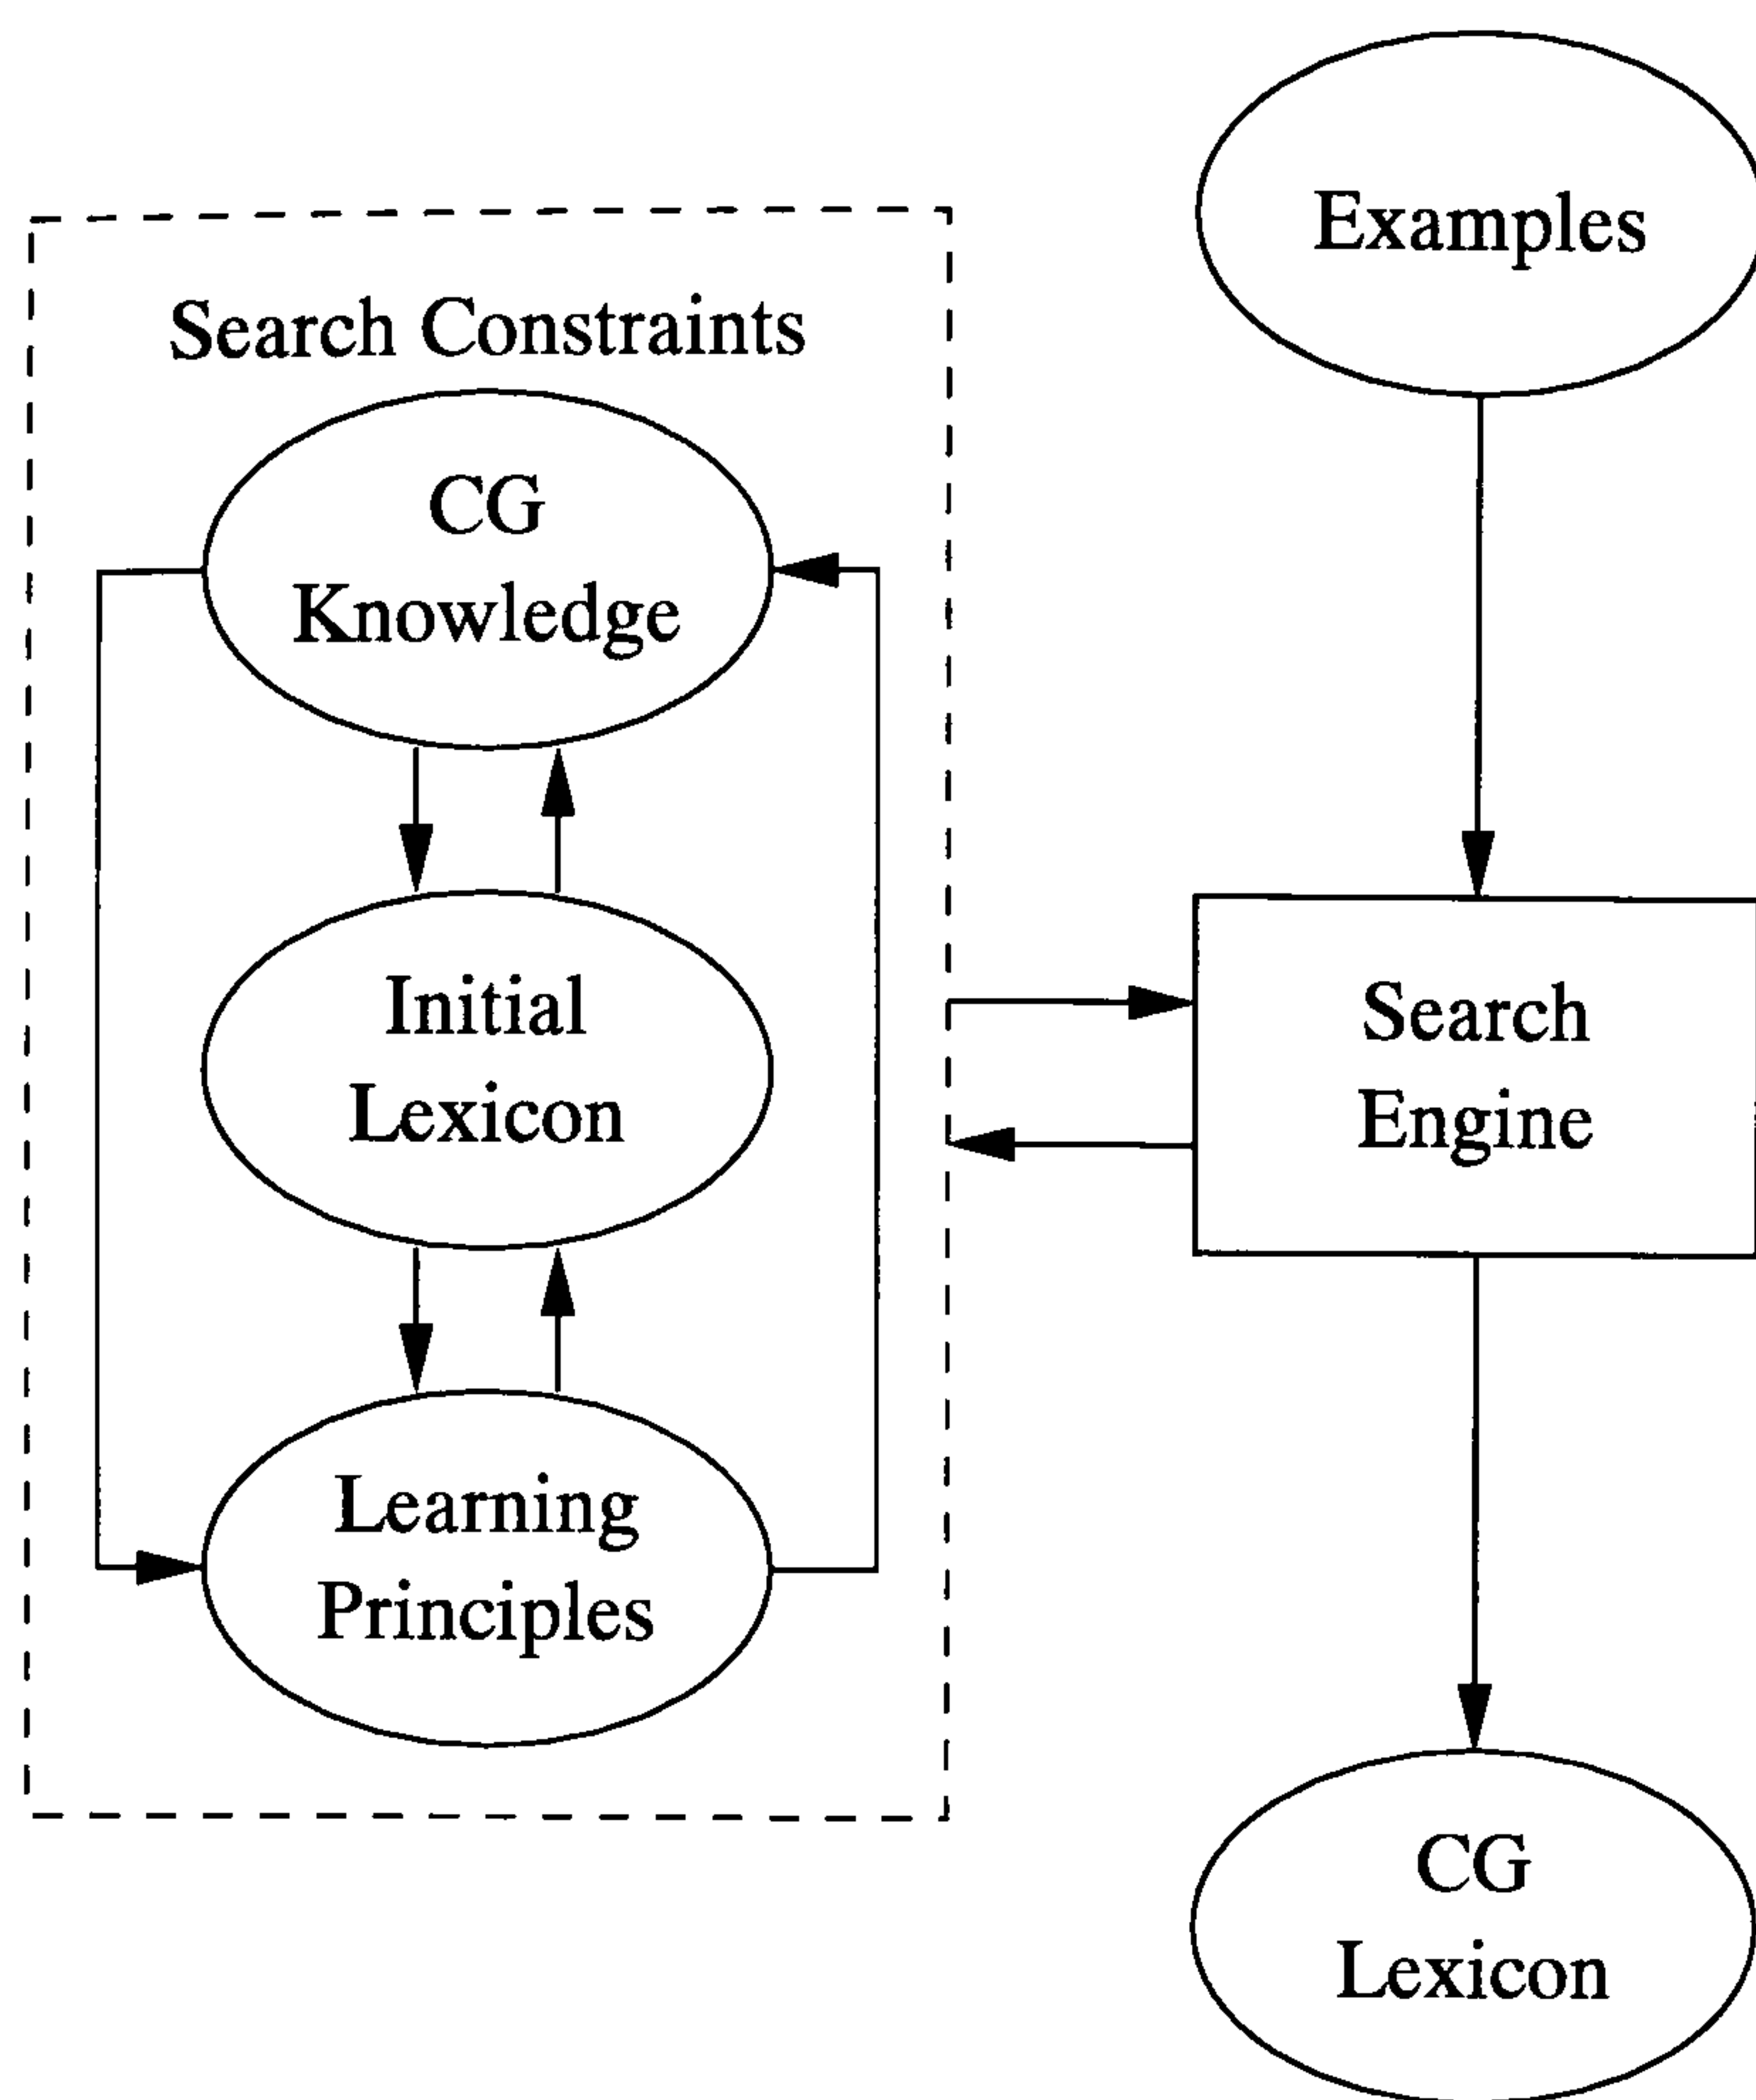 Examples
Search Constraints
CG
Knowledge
Initial
Lexicon
Search
Engine
Learning
Principles
CG
Lexicon